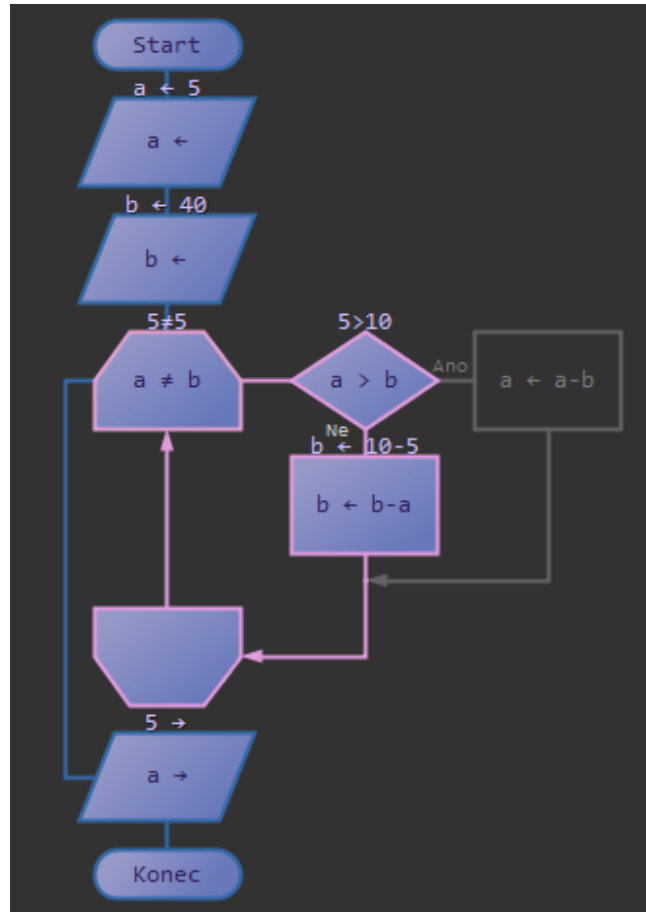 Start
a ← 5
a ←
b ← 40
b ←
5≠5
a ≠ b
5>10
a > b
Ano
a ← a-b
Ne
b ← 10-5
b ← b-a
5 →
a →
Konec